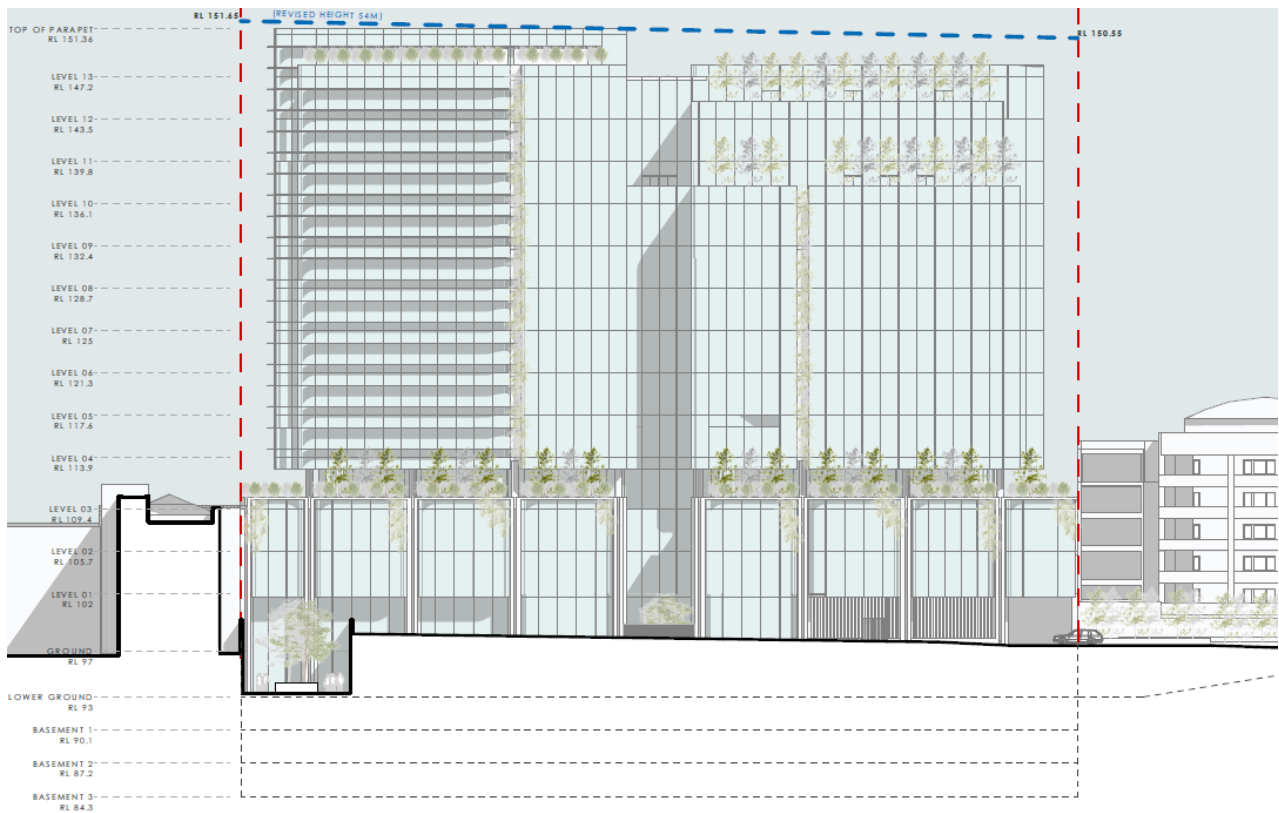 RL 151.65
(REVISED HEIGHT 54M)
TOP OF PARAPET
RL 151.36
RL 150.55
LEVEL 13
RL 147.2
LEVEL 12
RL 143.5
LEVEL 11
RL 139.8
LEVEL 10
RL 136.1
LEVEL 09
RL 132.4
LEVEL 08
RL 128.7
LEVEL 07
RL 125
LEVEL 06
RL 121.3
LEVEL 05
RL 117.6
LEVEL 04
RL 113.9
LEVEL 03
RL 109.4
LEVEL 02
RL 105.7
LEVEL 01
RL 102
GROUND
RL 97
LOWER GROUND
RL 93
BASEMENT 1
RL 90.1
BASEMENT 2
RL 87.2
BASEMENT 3
RL 84.3